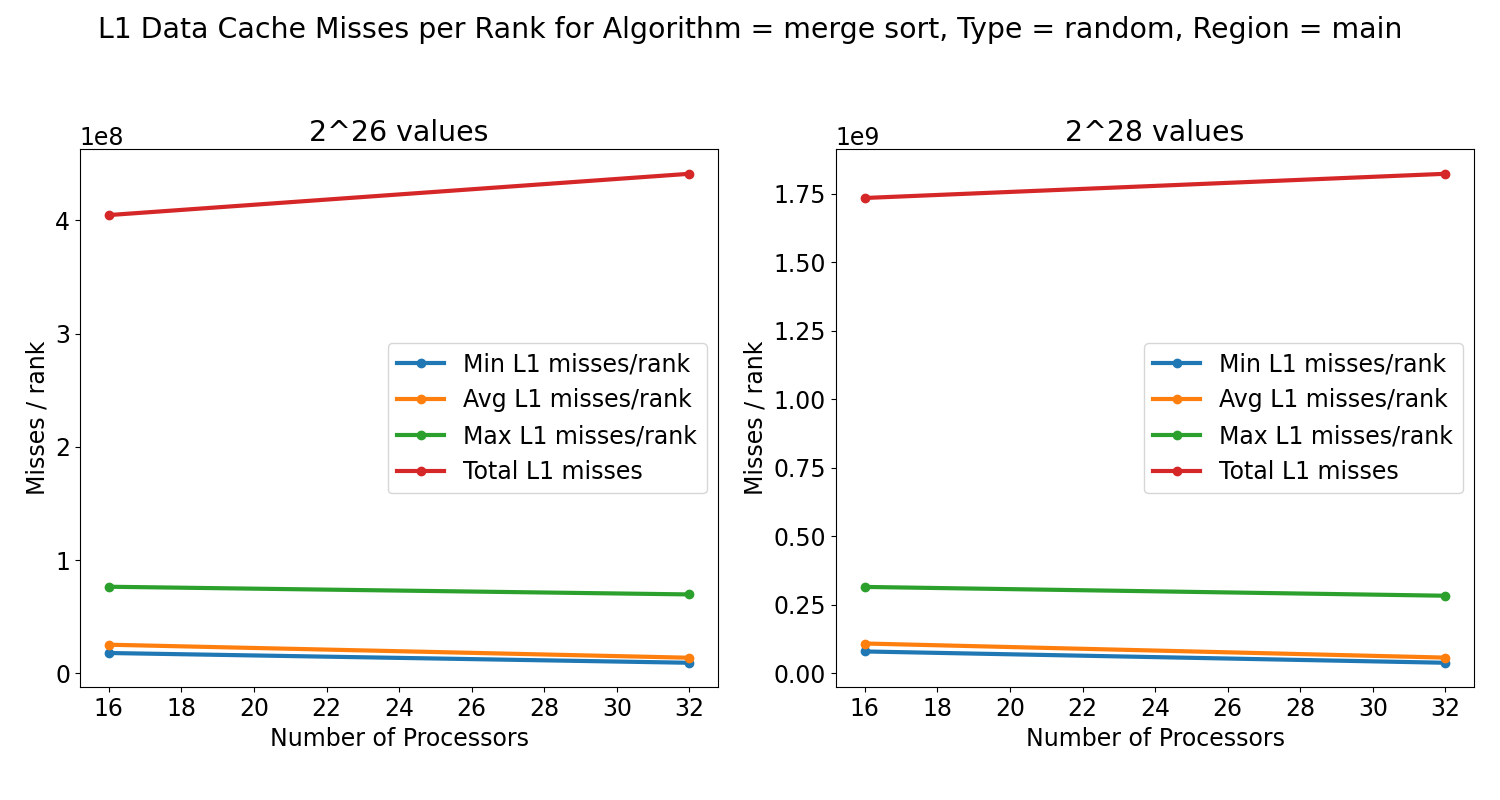 L1 Data Cache Misses per Rank for Algorithm = merge sort, Type = random, Region = main
2^26 values
1e8
4
3
2
1
0
Misses / rank
Min L1 misses/rank
Avg L1 misses/rank
Max L1 misses/rank
Total L1 misses
16 18 20 22 24 26 28 30 32
Number of Processors
2^28 values
1e9
1.75
1.50
1.25
1.00
0.75
0.50
0.25
0.00
Misses / rank
Min L1 misses/rank
Avg L1 misses/rank
Max L1 misses/rank
Total L1 misses
16 18 20 22 24 26 28 30 32
Number of Processors